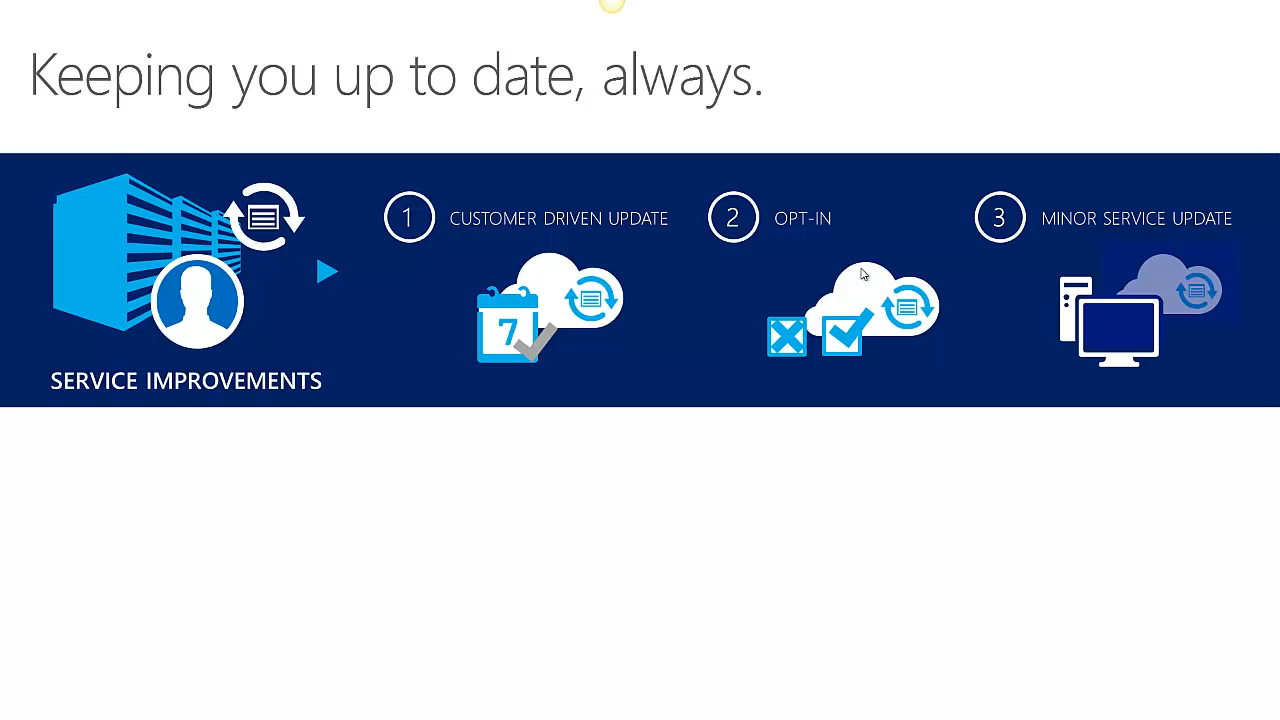 Keeping you up to date, always.
SERVICE IMPROVEMENTS
1 CUSTOMER DRIVEN UPDATE
7
2 OPT-IN
3 MINOR SERVICE UPDATE